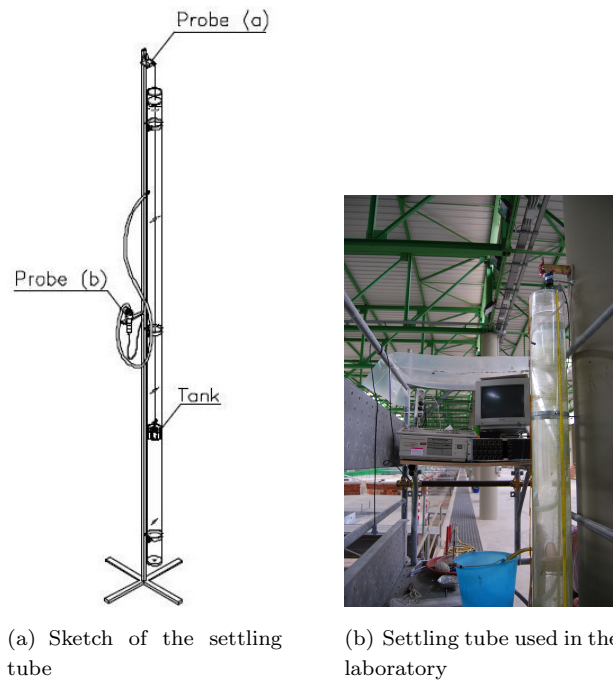 Probe (a)
Probe (b)
Tank
(a) Sketch of the settling
tube
(b) Settling tube used in the
laboratory